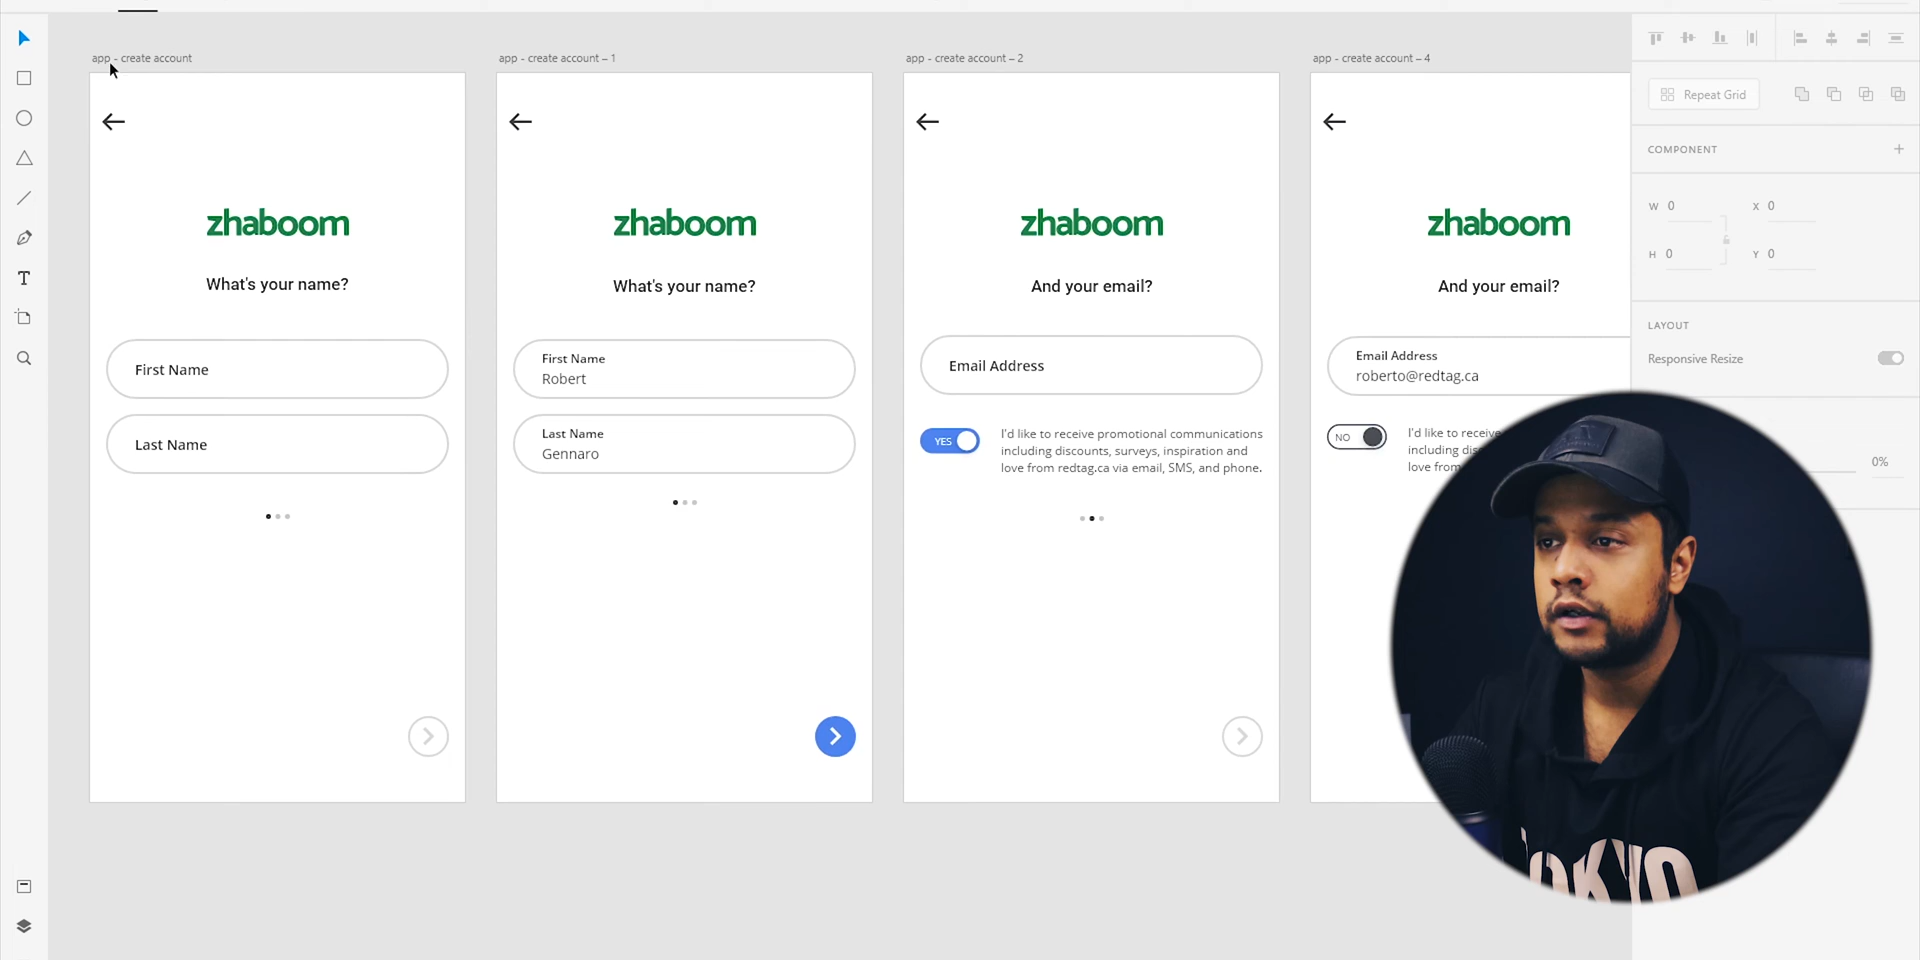 app - create account
zhaboom
What's your name?
First Name
Last Name
app - create account – 1
zhaboom
What's your name?
First Name
Robert
Last Name
Gennaro
app - create account – 2
zhaboom
And your email?
Email Address
YES
I'd like to receive promotional communications
including discounts, surveys, inspiration and
love from redtag.ca via email, SMS, and phone.
app - create account – 4
zhaboom
And your email?
Email Address
roberto@redtag.ca
NO
I'd like to receive
including
love from
Repeat Grid
COMPONENT
W 0
X 0
H 0
Y 0
LAYOUT
Responsive Resize
0%
T
TOKYO